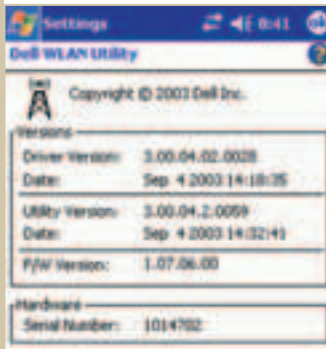 Settings 8:41 ok
Dell WLAN Utility ?
Copyright © 2003 Dell Inc.
Versions
Driver Version: 3.00.04.02.0028
Date: Sep 4 2003 14:18:35
Utility Version: 3.00.04.2.0059
Date: Sep 4 2003 14:32:41
F/W Version: 1.07.06.00
Hardware
Serial Number: 1014702